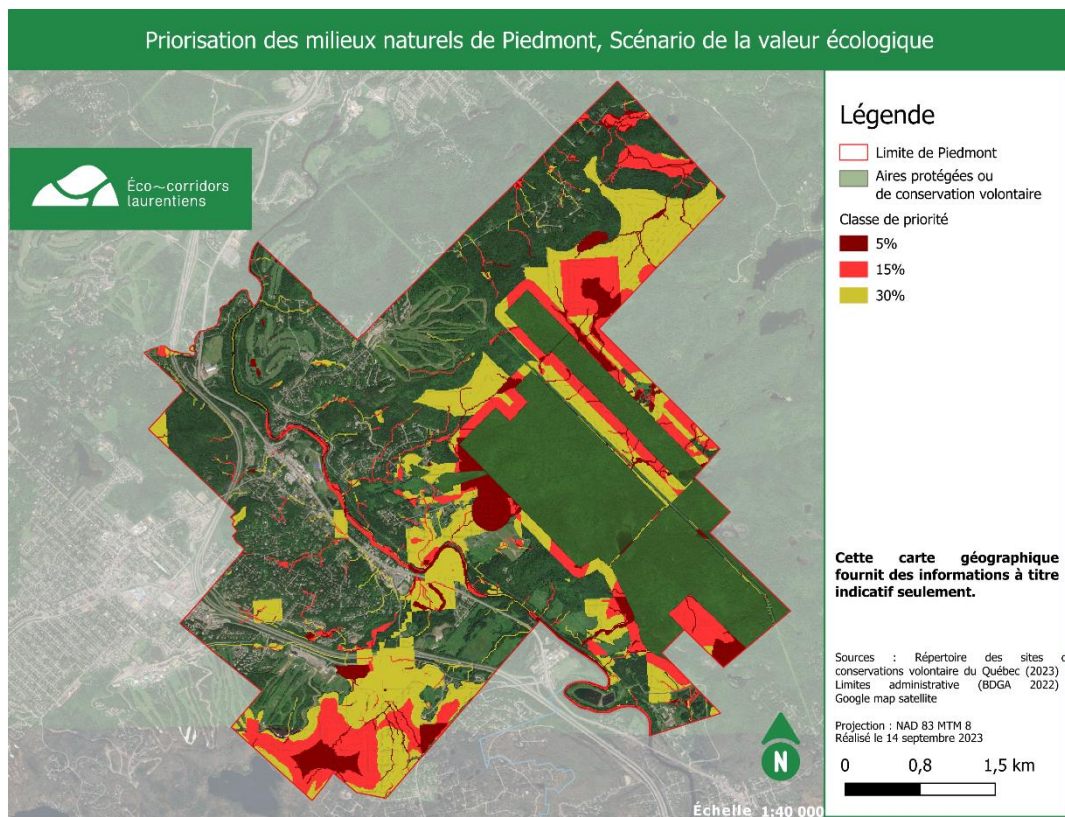 Priorisation des milieux naturels de Piedmont, Scénario de la valeur écologique
Éco~corridors
laurentiens
Légende
Limite de Piedmont
Aires protégées ou
de conservation volontaire
Classe de priorité
5%
15%
30%
Cette carte géographique
fournit des informations à titre
indicatif seulement.
Sources : Répertoire des sites d
conservations volontaire du Québec (2023)
Limites administrative (BDGA 2022)
Google map satellite
Projection : NAD 83 MTM 8
Réalisé le 14 septembre 2023
N
0 0,8 1,5 km
Échelle 1:40 000